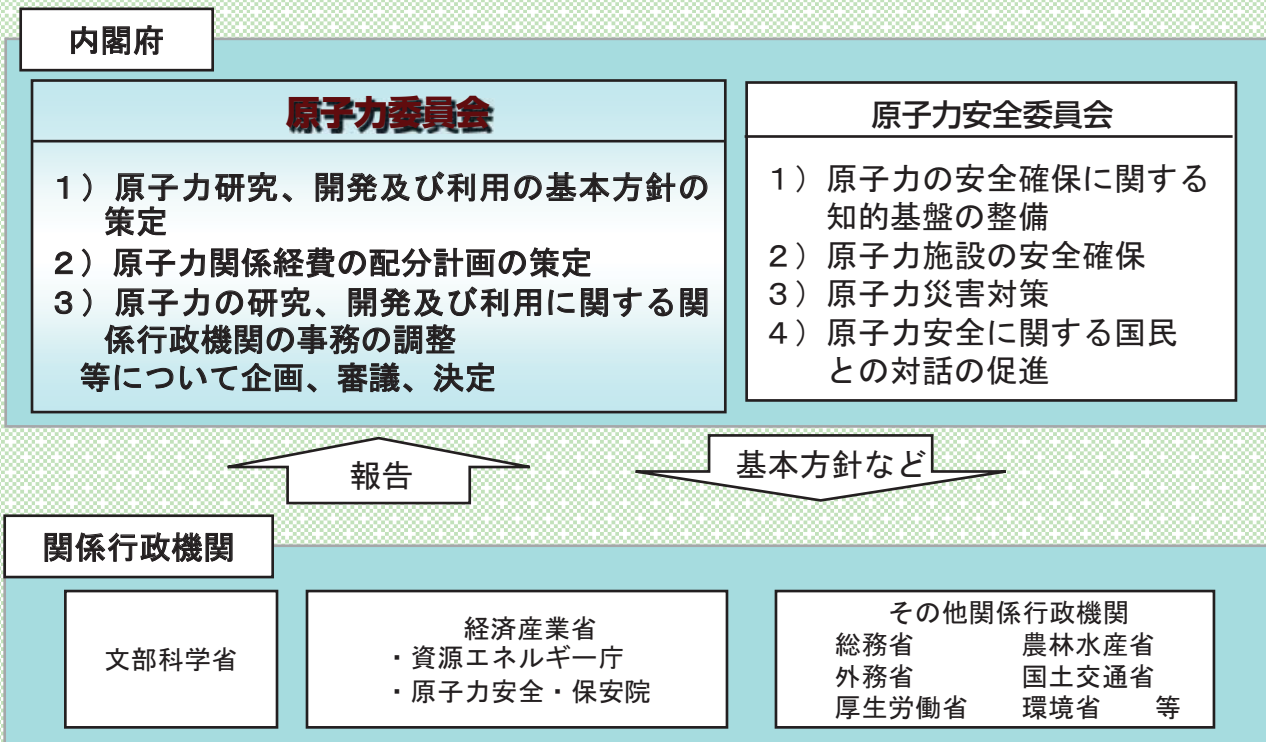 内閣府
原子力委員会
１）原子力研究、開発及び利用の基本方針の
策定
２）原子力関係経費の配分計画の策定
３）原子力の研究、開発及び利用に関する関
係行政機関の事務の調整
等について企画、審議、決定
原子力安全委員会
１）原子力の安全確保に関する
知的基盤の整備
２）原子力施設の安全確保
３）原子力災害対策
４）原子力安全に関する国民
との対話の促進
報告
基本方針など
関係行政機関
文部科学省
経済産業省
・資源エネルギー庁
・原子力安全・保安院
その他関係行政機関
総務省 農林水産省
外務省 国土交通省
厚生労働省 環境省 等